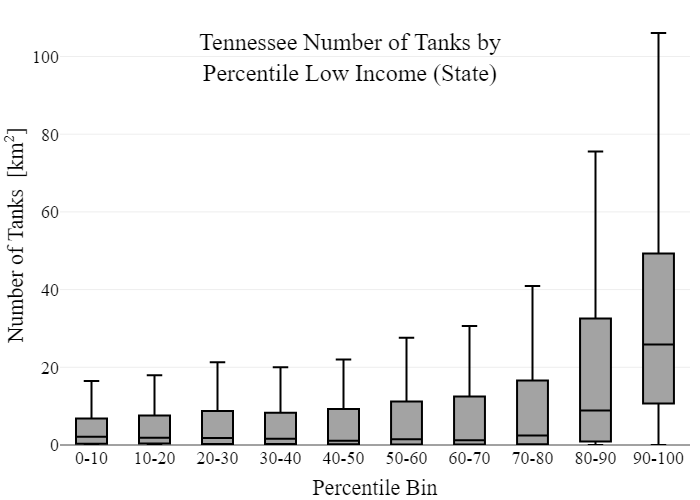 Tennessee Number of Tanks by
Percentile Low Income (State)
Number of Tanks [km²]
100
80
60
40
20
0
0-10 10-20 20-30 30-40 40-50 50-60 60-70 70-80 80-90 90-100
Percentile Bin